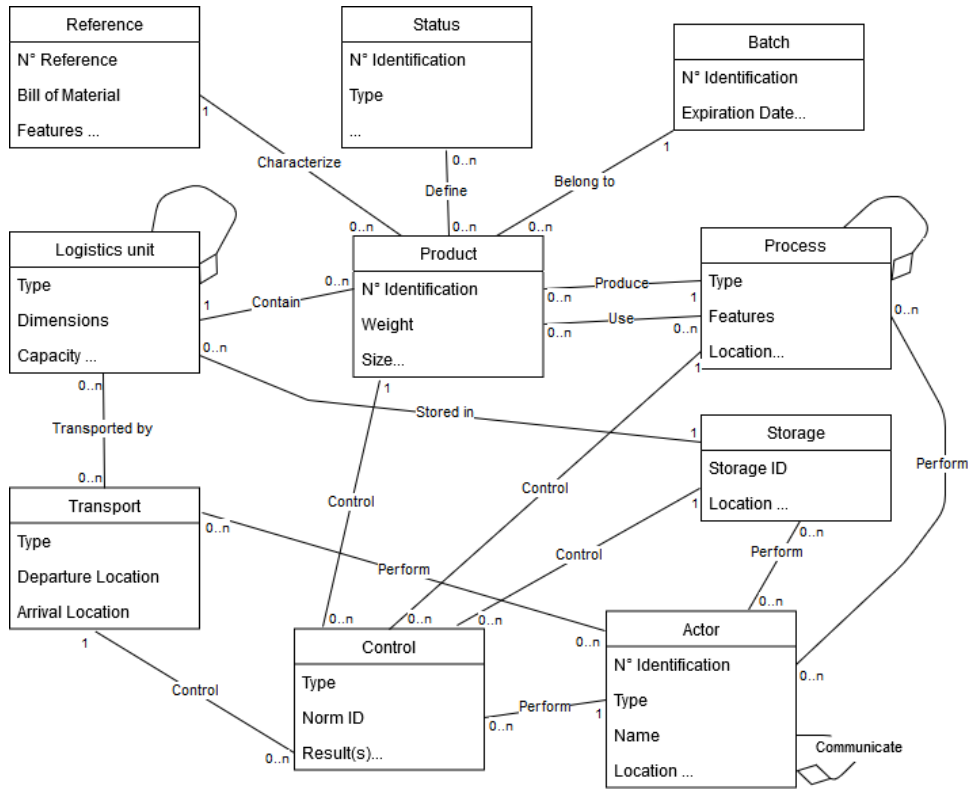 Reference
N° Reference
Bill of Material
Features ...
1
Status
N° Identification
Type
...
0..n
Batch
N° Identification
Expiration Date...
1
Characterize
Define
Belong to
0..n
0..n
0..n
Logistics unit
Type
Dimensions
Capacity ...
1
0..n
0..n
Contain
0..n
Product
N° Identification
Weight
Size...
0..n
0..n
1
Produce
Use
1
0..n
Process
Type
Features
Location...
0..n
1
Stored in
1
Storage
Storage ID
Location ...
1
0..n
Perform
Transported by
0..n
Transport
Type
Departure Location
Arrival Location
0..n
1
Control
Control
Control
Perform
Perform
Control
0..n
0..n
0..n
0..n
0..n
0..n
Control
Type
Norm ID
Result(s)...
0..n
Perform
1
Actor
N° Identification
Type
Name
Location ...
0..n
Communicate